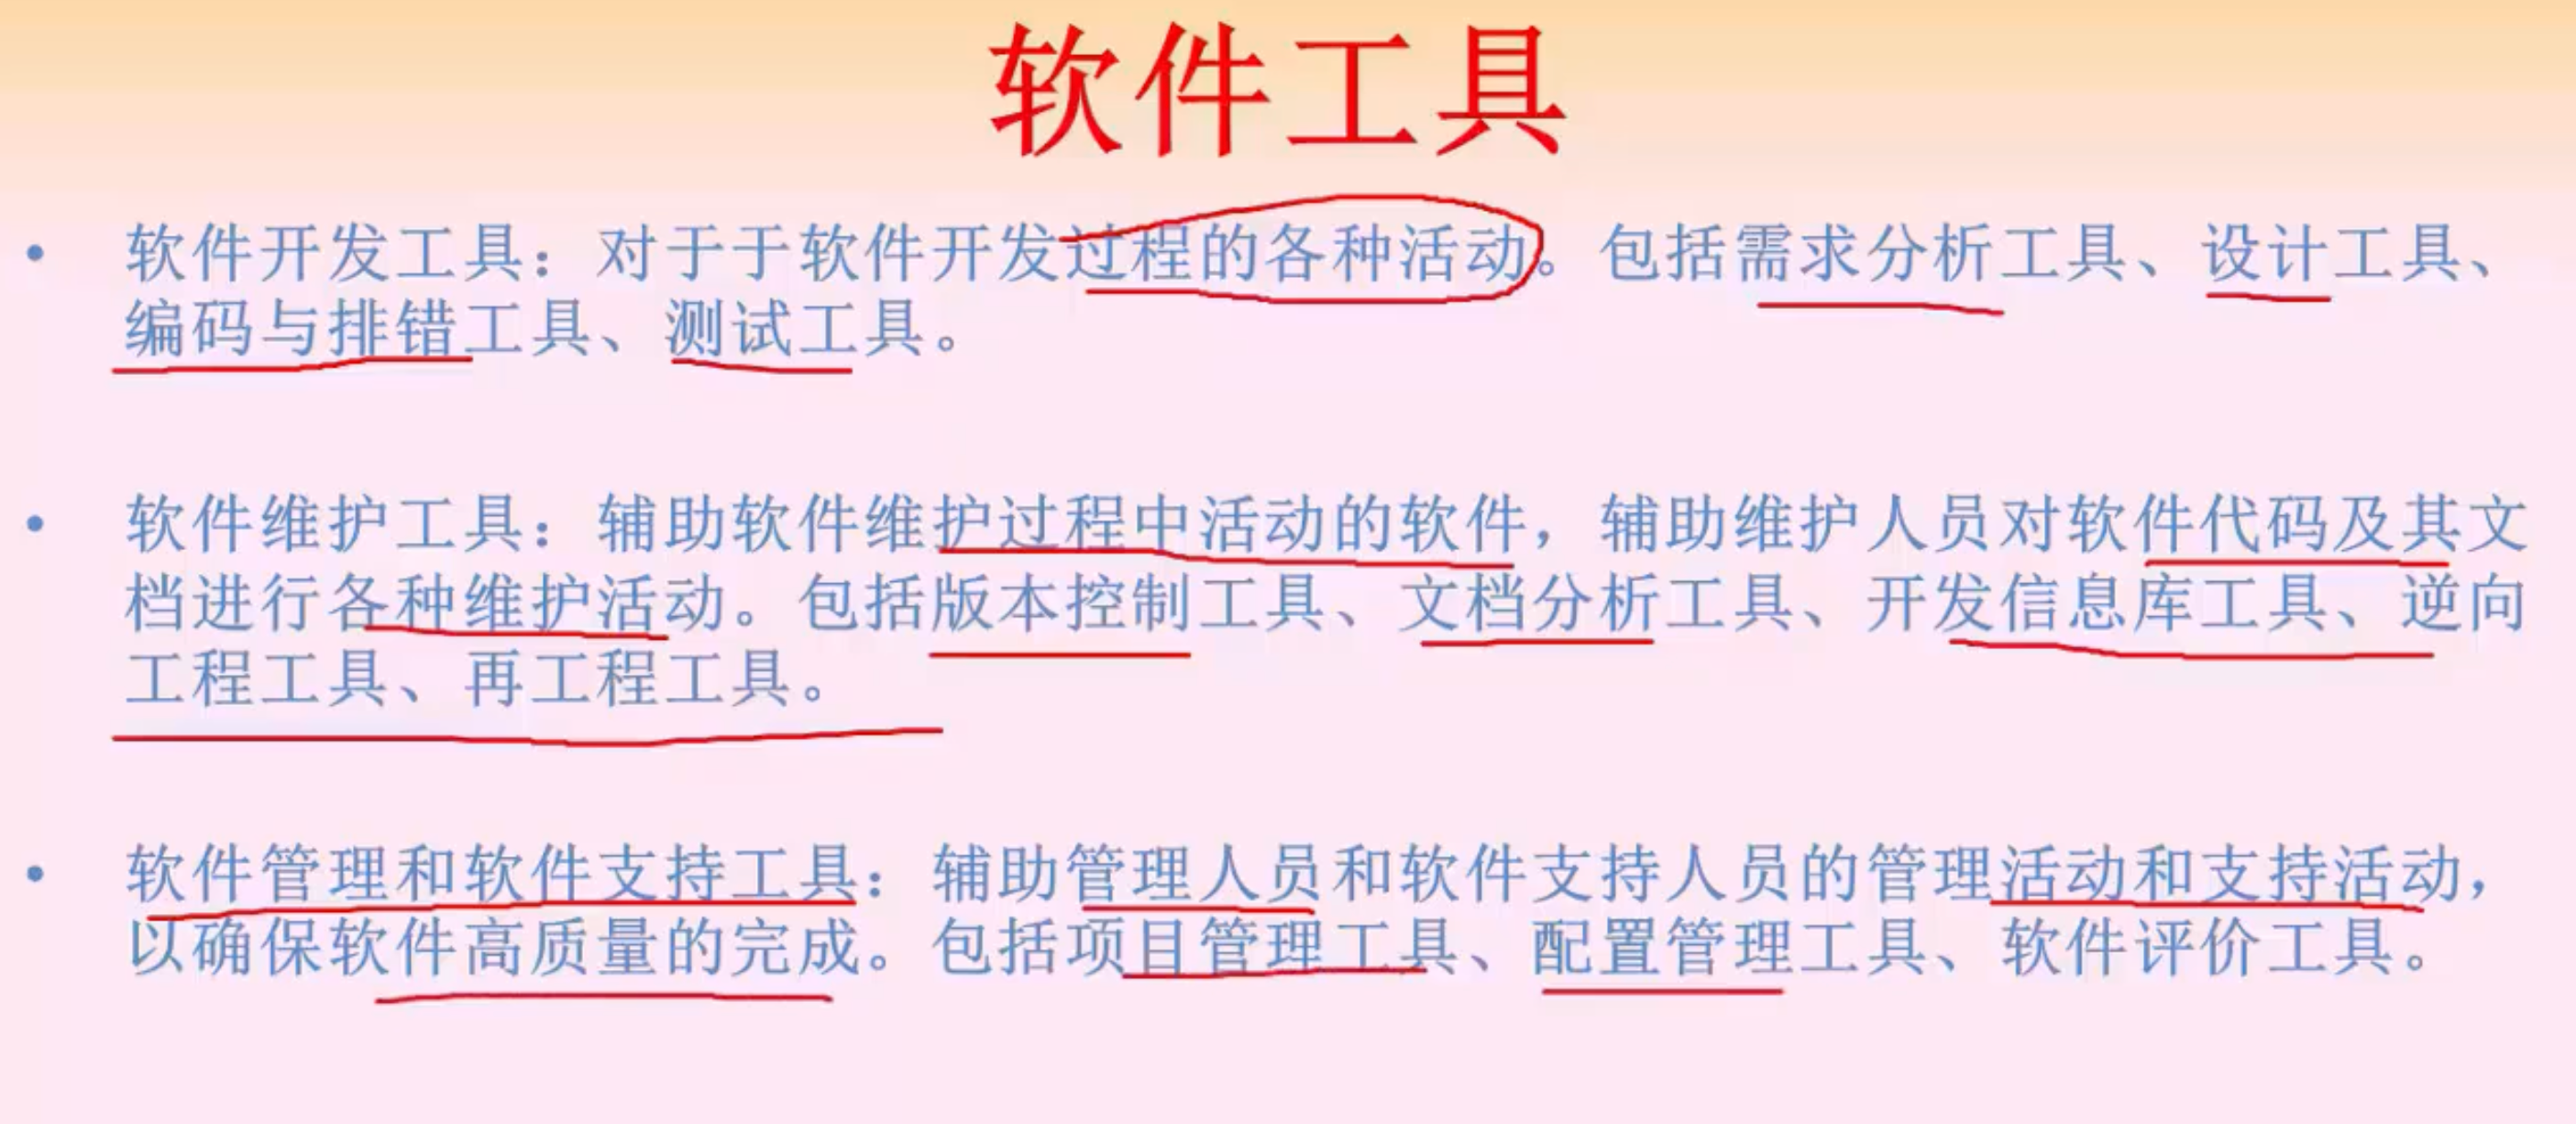 软件工具
• 软件开发工具：对于于软件开发过程的各种活动。包括需求分析工具、设计工具、
编码与排错工具、测试工具。
• 软件维护工具：辅助软件维护过程中活动的软件，辅助维护人员对软件代码及其文
档进行各种维护活动。包括版本控制工具、文档分析工具、开发信息库工具、逆向
工程工具、再工程工具。
• 软件管理和软件支持工具：辅助管理人员和软件支持人员的管理活动和支持活动，
以确保软件高质量的完成。包括项目管理工具、配置管理工具、软件评价工具。